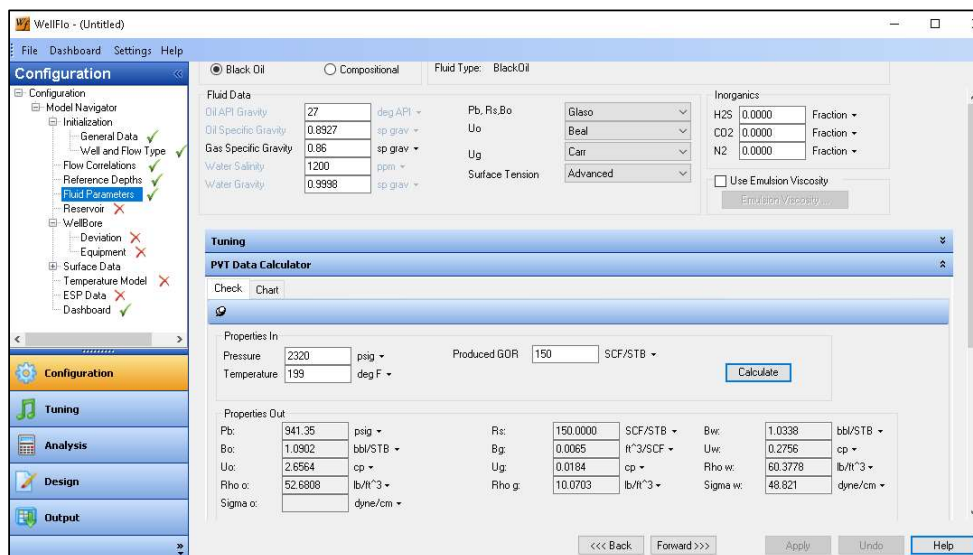 WellFlo - (Untitled)
File Dashboard Settings Help
Configuration
Configuration
Model Navigator
Initialization
General Data
Well and Flow Type
Flow Correlations
Reference Depths
Fluid Parameters
Reservoir
WellBore
Deviation
Equipment
Surface Data
Temperature Model
ESP Data
Dashboard
Configuration
Tuning
Analysis
Design
Output
Black Oil Compositional Fluid Type: BlackOil
Fluid Data
Oil API Gravity 27 deg API
Oil Specific Gravity 0.8927 sp grav
Gas Specific Gravity 0.86 sp grav
Water Salinity 1200 ppm
Water Gravity 0.9998 sp grav
Pb, Rs,Bo Glaso
Uo Beal
Ug Carr
Surface Tension Advanced
Inorganics
H2S 0.0000 Fraction
CO2 0.0000 Fraction
N2 0.0000 Fraction
Use Emulsion Viscosity
Emulsion Viscosity ...
Tuning
PVT Data Calculator
Check Chart
Properties In
Pressure 2320 psig Produced GOR 150 SCF/STB
Temperature 199 deg F
Calculate
Properties Out
Pb: 941.35 psig Rs: 150.0000 SCF/STB Bw: 1.0338 bbl/STB
Bo: 1.0902 bbl/STB Bg: 0.0065 ft^3/SCF Uw: 0.2756 cp
Uo: 2.6564 cp Ug: 0.0184 cp Rho w: 60.3778 lb/ft^3
Rho o: 52.6808 lb/ft^3 Rho g: 10.0703 lb/ft^3 Sigma w: 48.821 dyne/cm
Sigma o: dyne/cm
<<< Back Forward >>> Apply Undo Help